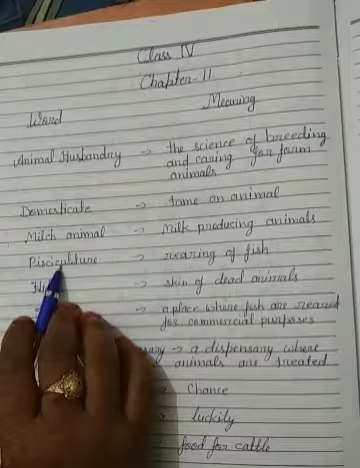 Class IV
Chapter-11
Word Meaning
Animal Husbandry → the science of breeding
and caring for form
animals
Domesticate → tame an animal
Milch animal → Milk producing animals
Pisciculture → rearing of fish
→ skin of dead animals
→ a place where fish are reared
for commercial purposes
→ a dispensary where
animals are treated
Chance
luckily
food for cattle